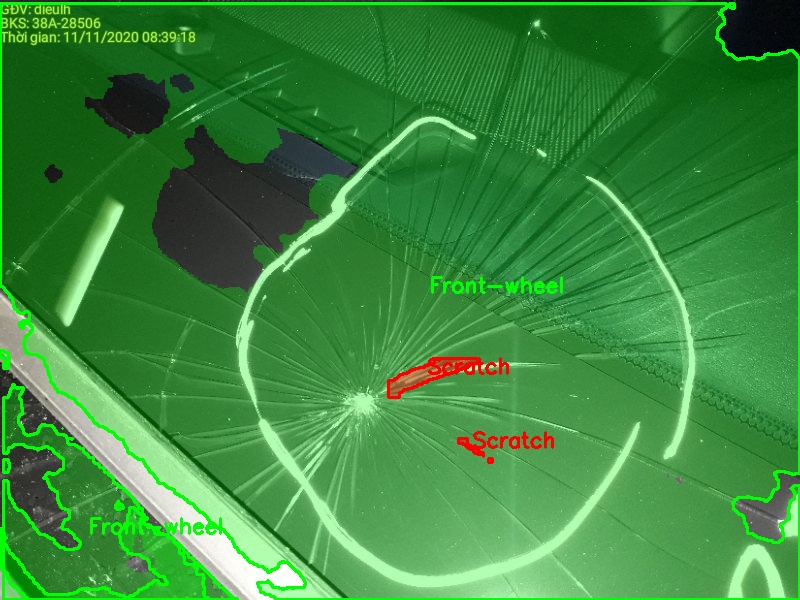 GĐV: dieulh
BKS: 38A-28506
Thời gian: 11/11/2020 08:39:18
Front-wheel
Scratch
Scratch
Front-wheel